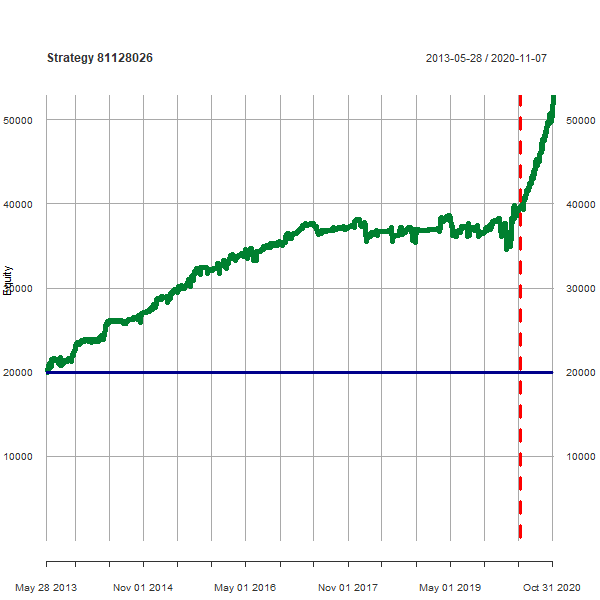 Strategy 81128026
2013-05-28 / 2020-11-07
50000
50000
40000
40000
Equity
30000
30000
20000
20000
10000
10000
May 28 2013
Nov 01 2014
May 01 2016
Nov 01 2017
May 01 2019
Oct 31 2020